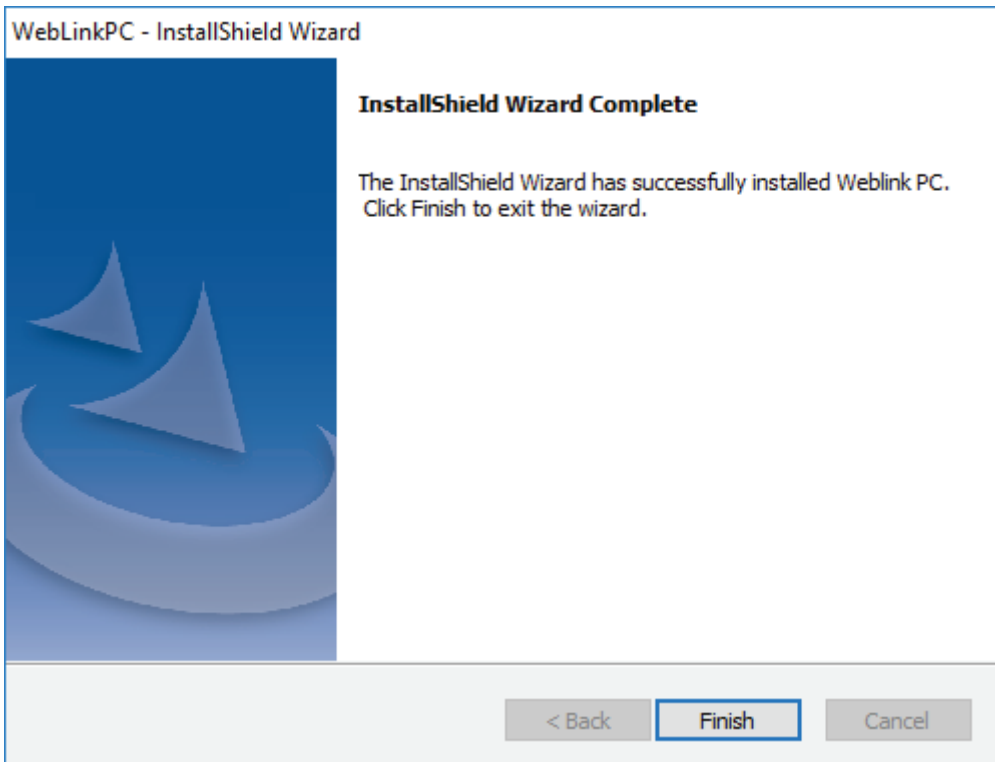 WebLinkPC - InstallShield Wizard
InstallShield Wizard Complete
The InstallShield Wizard has successfully installed Weblink PC.
Click Finish to exit the wizard.
< Back
Finish
Cancel